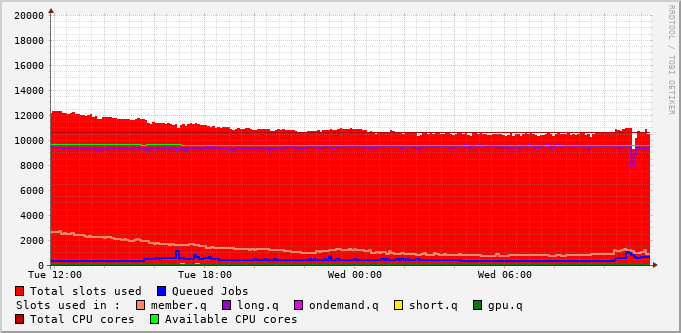 20000
18000
16000
14000
12000
10000
8000
6000
4000
2000
0
Tue 12:00 Tue 18:00 Wed 00:00 Wed 06:00
Total slots used Queued Jobs
Slots used in : member.q long.q ondemand.q short.q gpu.q
Total CPU cores Available CPU cores
RRDTOOL / TOBI OETIKER